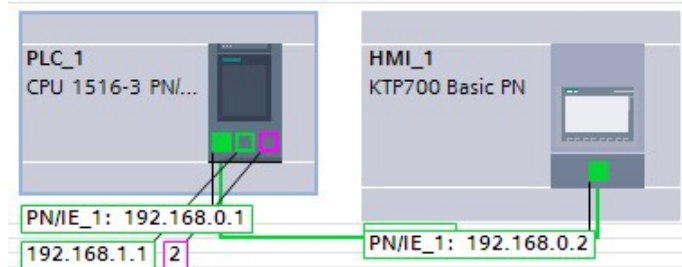 PLC_1
CPU 1516-3 PN/...
HMI_1
KTP700 Basic PN
PN/IE_1: 192.168.0.1
192.168.1.1
2
PN/IE_1: 192.168.0.2